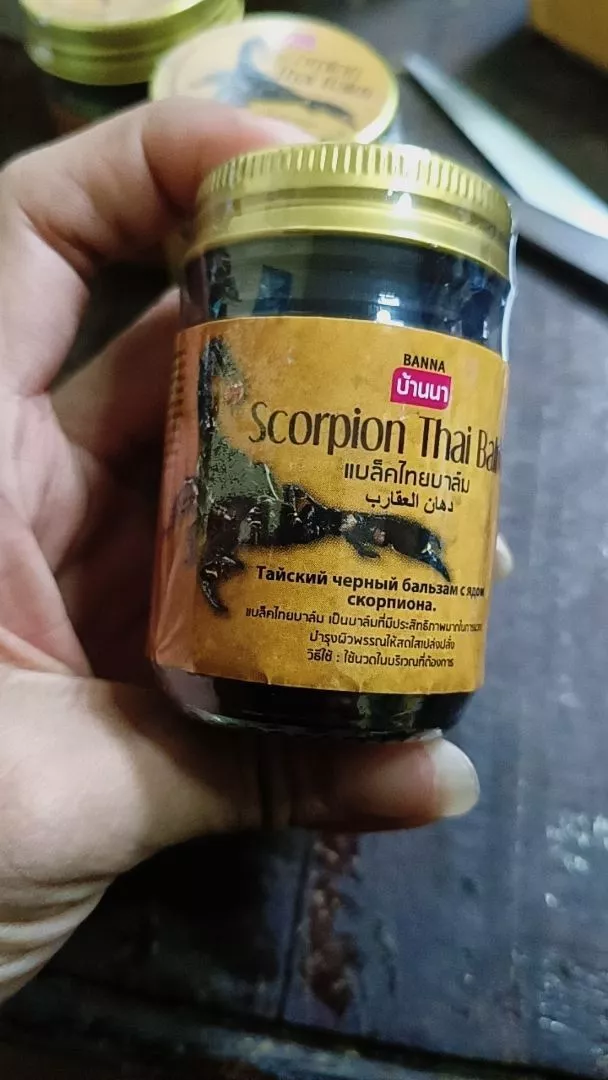 BANNA
บ้านนา
Scorpion Thai
แบล็คไทยบาล์ม
دهان العقارب
Тайский черный бальзам с ядом
скорпиона.
แบล็คไทยบาล์ม เป็นบาล์มที่มีประสิทธิภาพมากในการนวด
บำรุงผิวพรรณให้สดใสเปล่งปลั่ง
วิธีใช้ : ใช้นวดในบริเวณที่ต้องการ